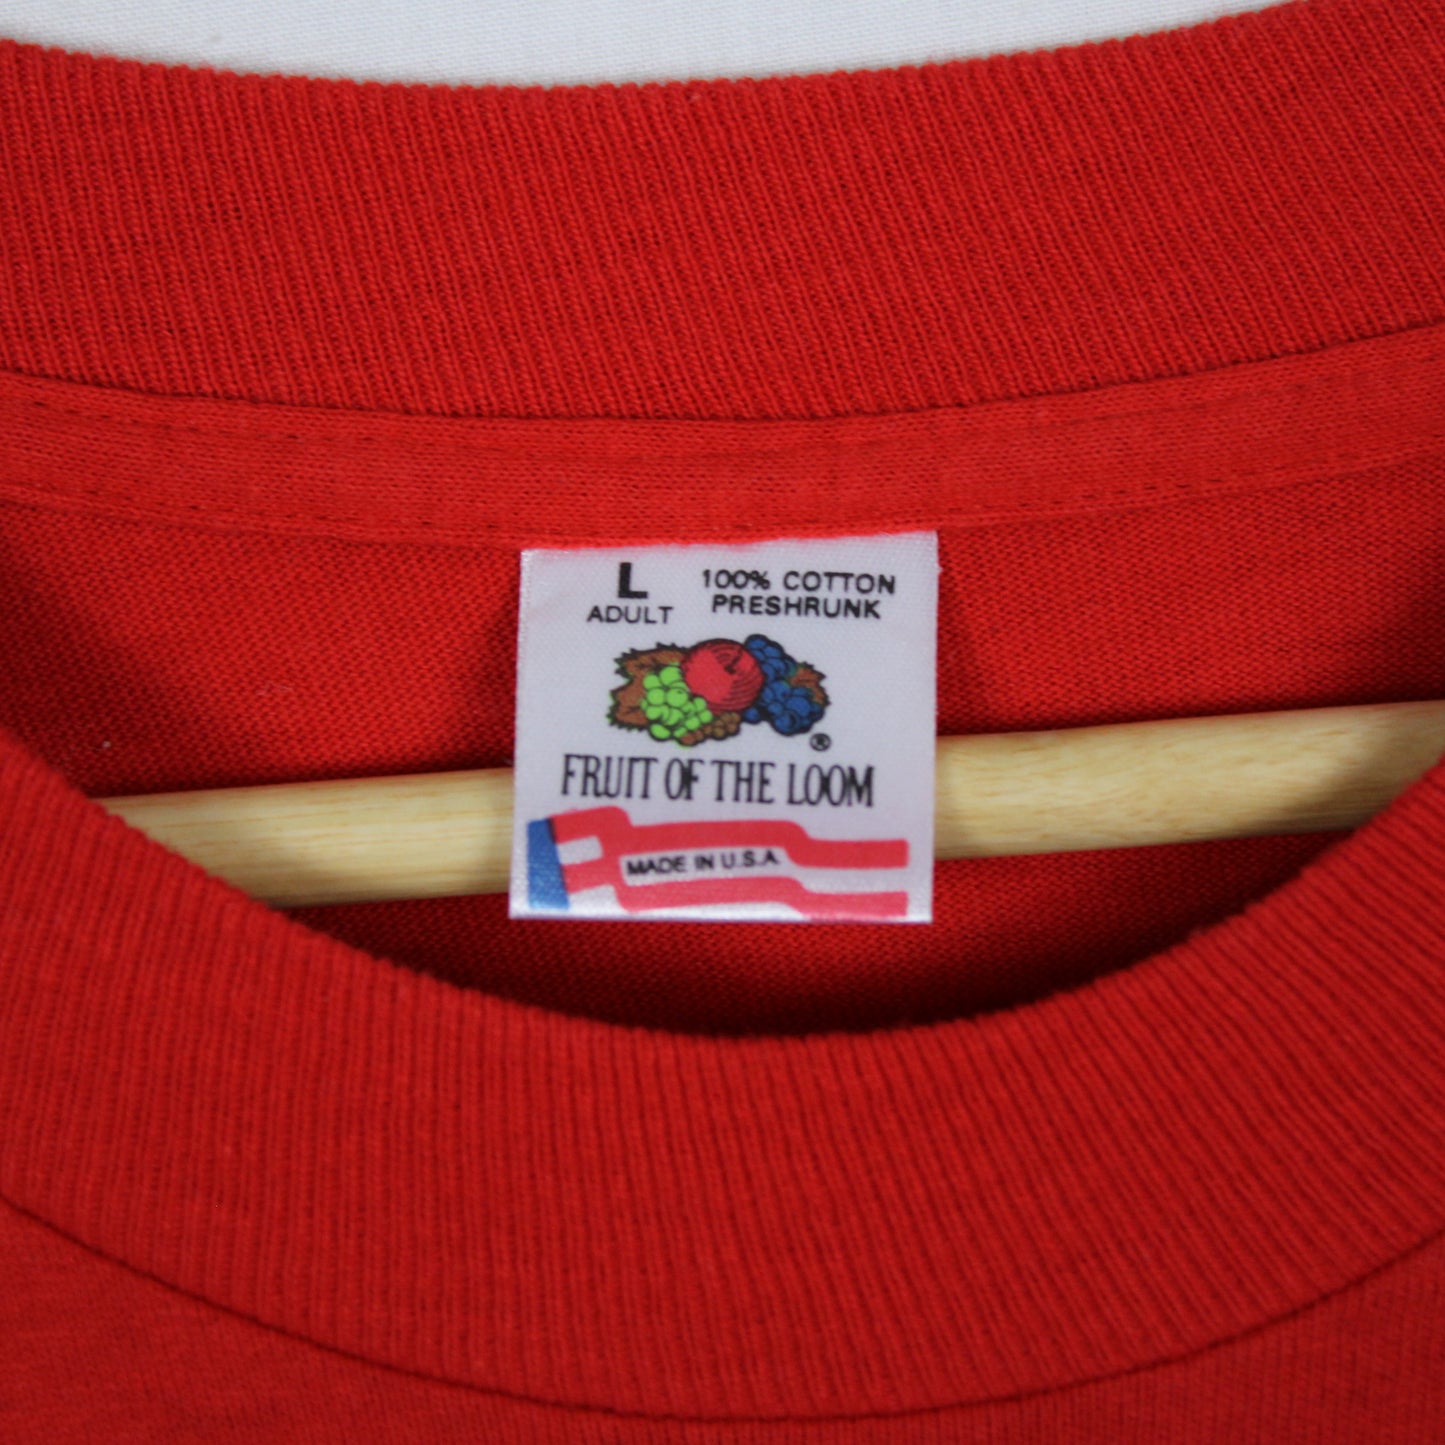 L
ADULT
100% COTTON
PRESHRUNK
®
FRUIT OF THE LOOM
MADE IN U.S.A.